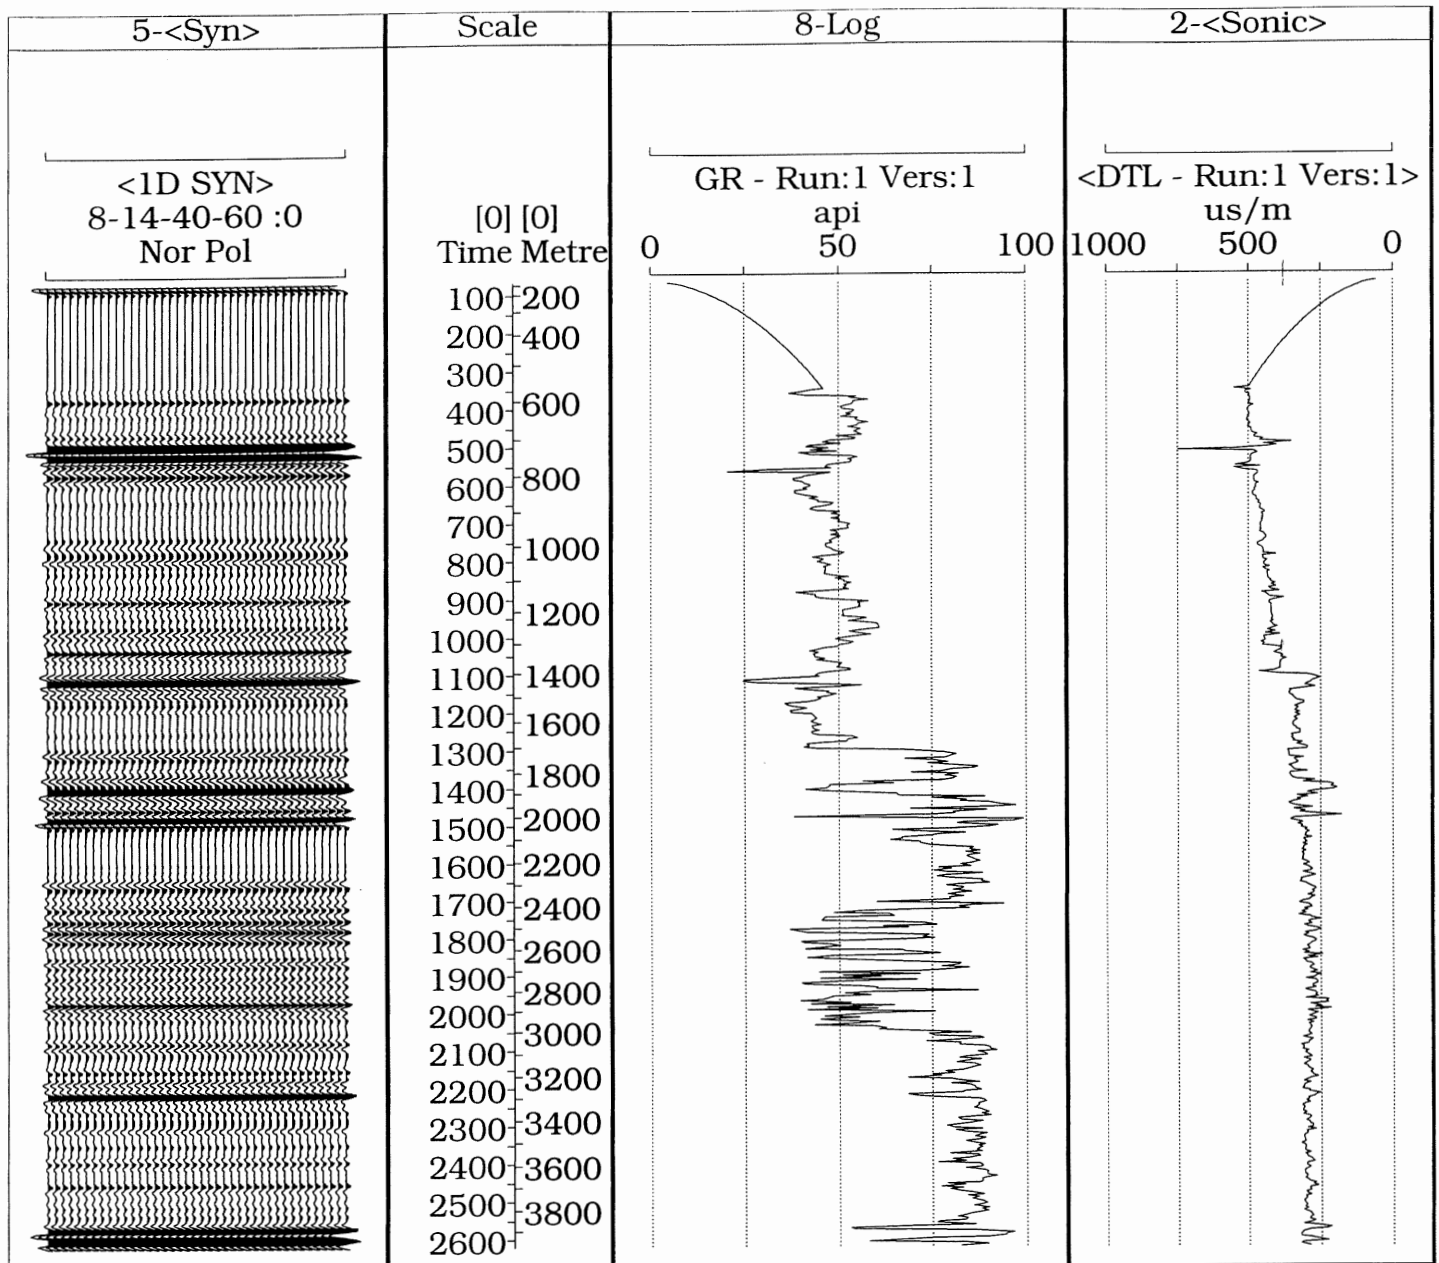 5-<Syn>
Scale
8-Log
2-<Sonic>
<1D SYN>
8-14-40-60 :0
Nor Pol
[0] [0]
Time Metre
GR - Run:1 Vers:1
api
0 50 100
<DTL - Run:1 Vers:1>
us/m
1000 500 0
100 200
200 400
300
400 600
500
600 800
700
800 1000
900 1200
1000
1100 1400
1200 1600
1300
1400 1800
1500 2000
1600 2200
1700 2400
1800 2600
1900 2800
2000 3000
2100
2200 3200
2300 3400
2400 3600
2500 3800
2600